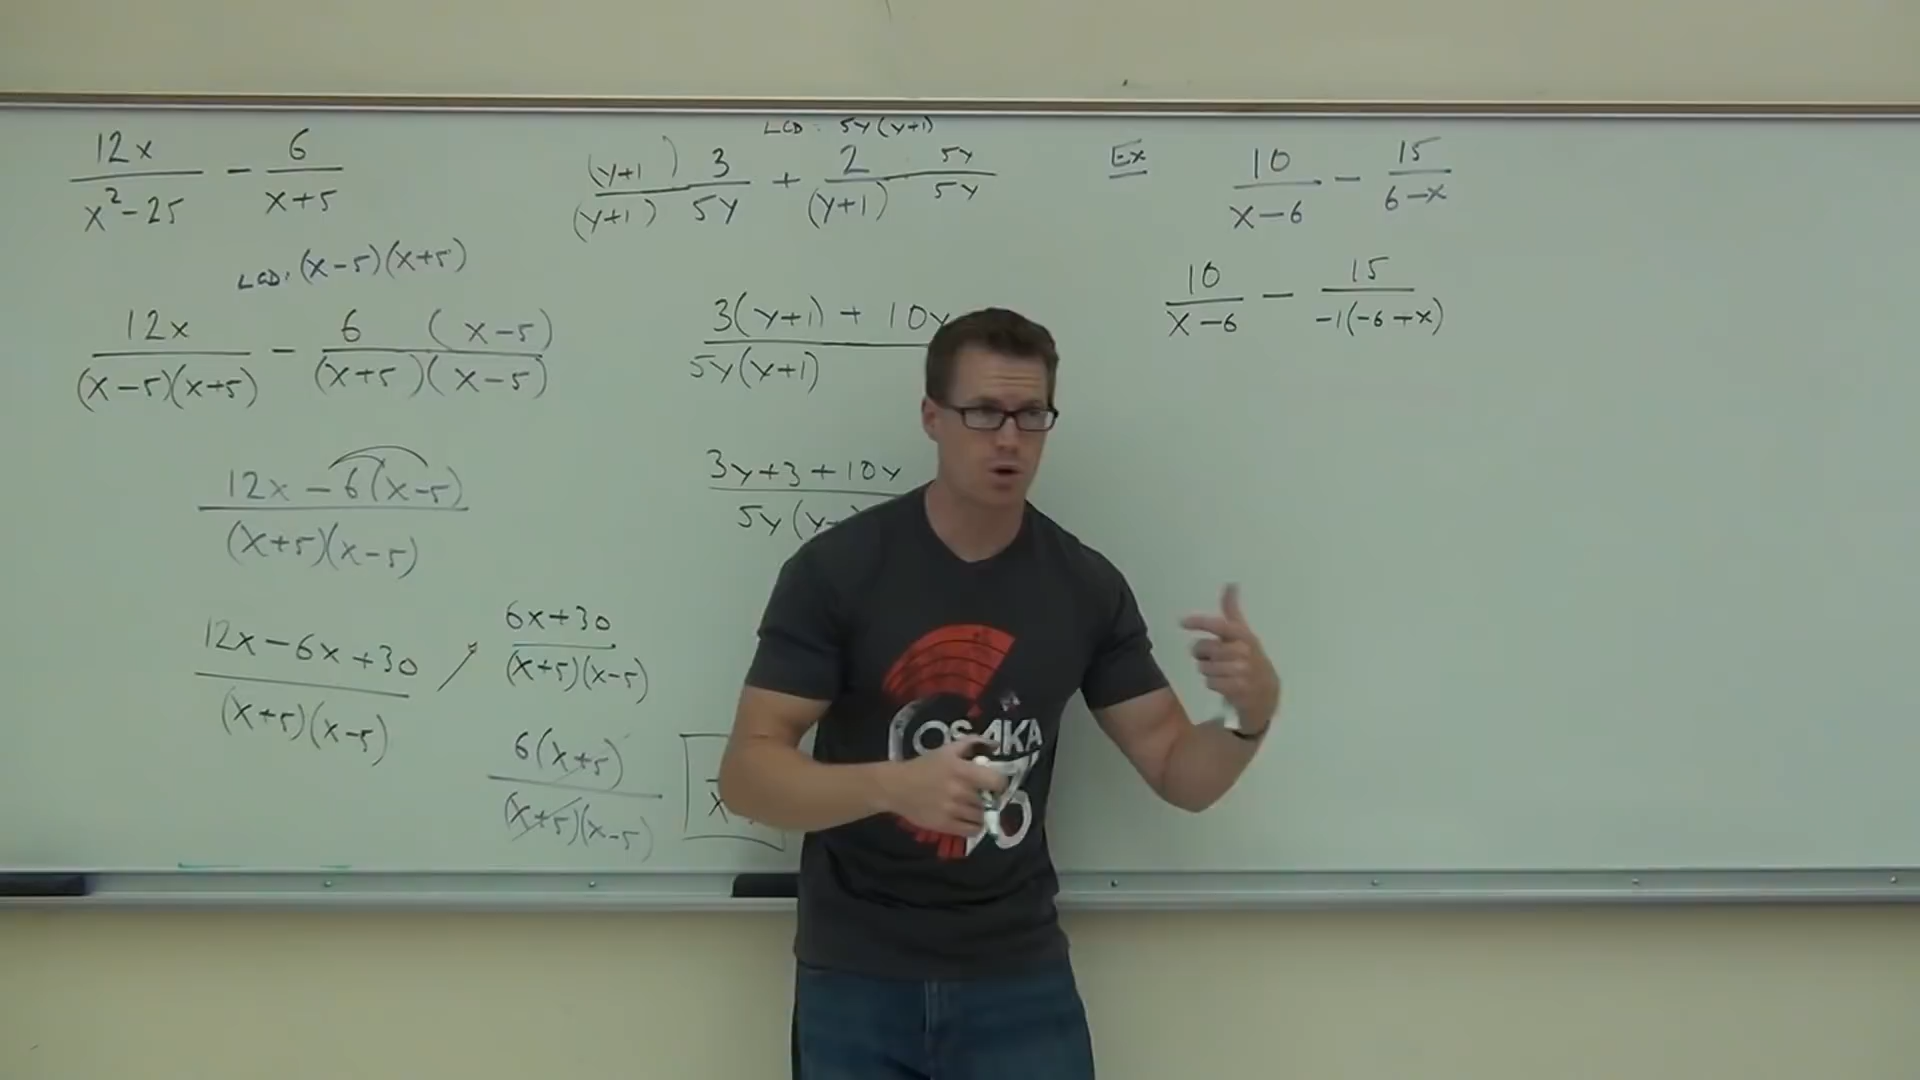 12x/(x²-25) - 6/(x+5)
LCD: (x-5)(x+5)
12x/((x-5)(x+5)) - 6(x-5)/((x+5)(x-5))
(12x-6(x-5))/((x+5)(x-5))
(12x-6x+30)/((x+5)(x-5))
(6x+30)/((x+5)(x-5))
6(x+5)/((x+5)(x-5))
LCD: 5y(y+1)
(y+1)3/((y+1)5y) + 2 5y/((y+1)5y)
(3(y+1)+10y)/(5y(y+1))
(3y+3+10y)/(5y(y
Ex 10/(x-6) - 15/(6-x)
10/(x-6) - 15/(-1(-6+x))
OSAKA